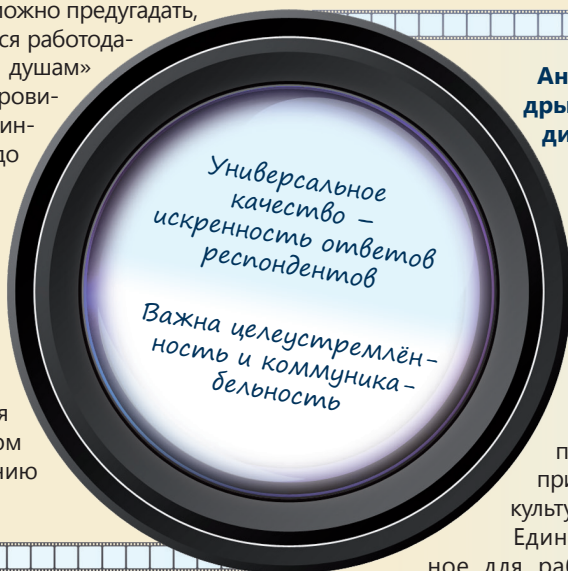 можно предугадать,
ся работода-
душам»
рови-
ин-
до
я
ом
нию
Универсальное
качество –
искренность ответов
респондентов
Важна целеустремлён-
ность и коммуника-
бельность
Ан
дры
ди
п
при
культу
Един
ное для раб